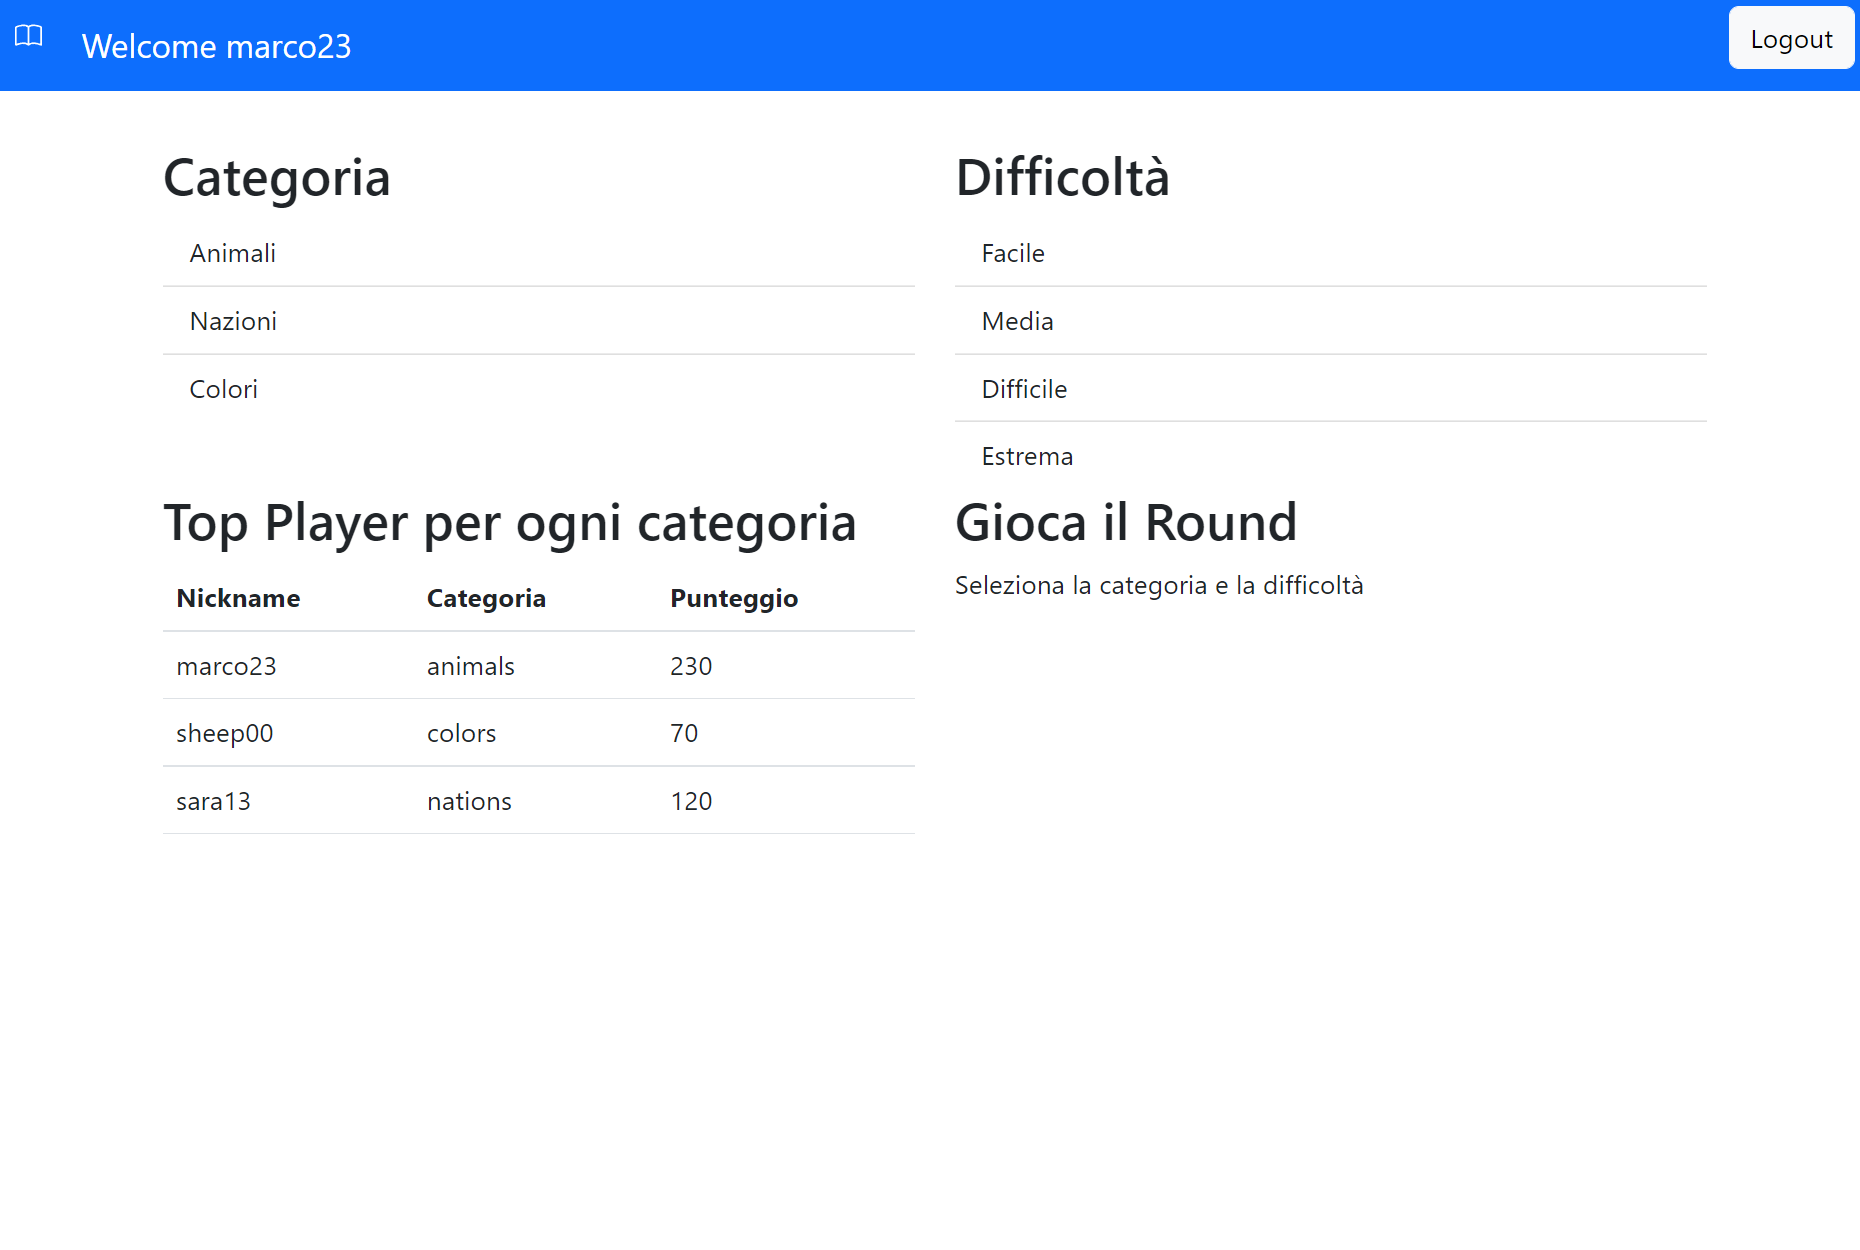 Welcome marco23
Logout
Categoria
Animali
Nazioni
Colori
Difficoltà
Facile
Media
Difficile
Estrema
Top Player per ogni categoria
Nickname Categoria Punteggio
marco23 animals 230
sheep00 colors 70
sara13 nations 120
Gioca il Round
Seleziona la categoria e la difficoltà